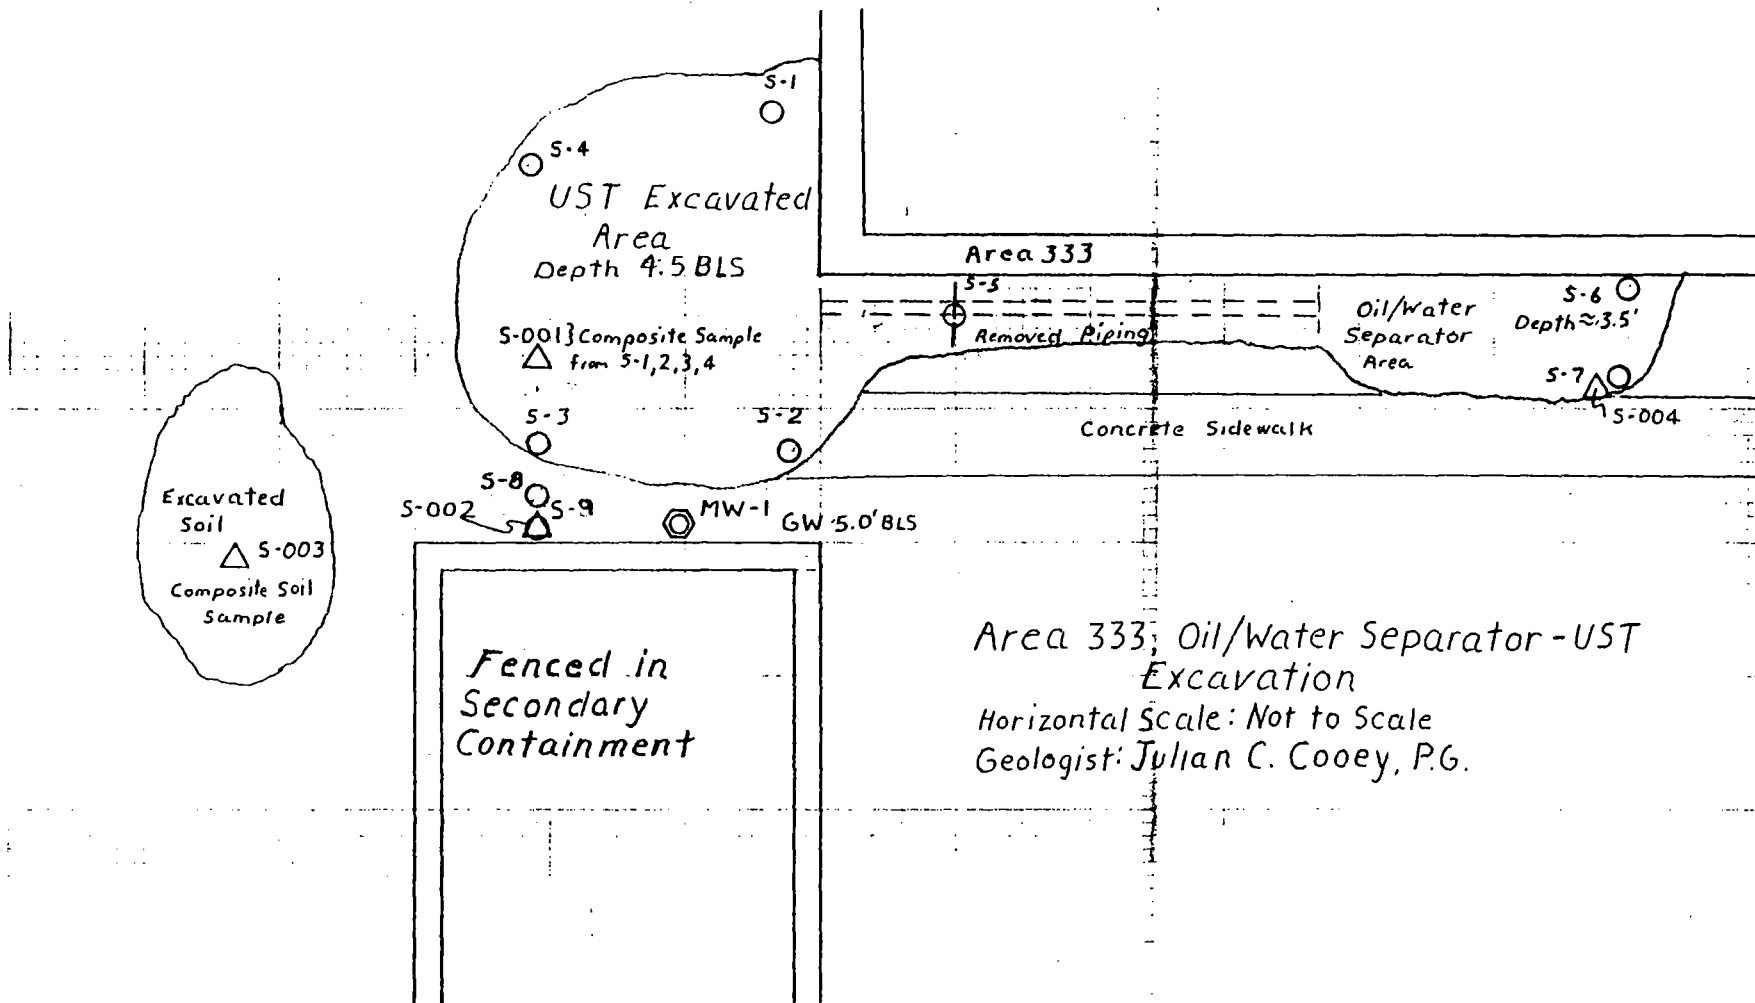 S-1
S-4
UST Excavated
Area
Depth 4.5 BLS
Area 333
S-5
Removed Piping
Oil/Water
Separator
Area
S-6
Depth ≈ 3.5'
S-7
S-004
S-001} Composite Sample
from S-1,2,3,4
S-3
S-2
Concrete Sidewalk
S-8
S-002
S-9
MW-1
GW 5.0' BLS
Excavated
Soil
S-003
Composite Soil
Sample
Fenced in
Secondary
Containment
Area 333; Oil/Water Separator - UST
Excavation
Horizontal Scale: Not to Scale
Geologist: Julian C. Cooey, P.G.